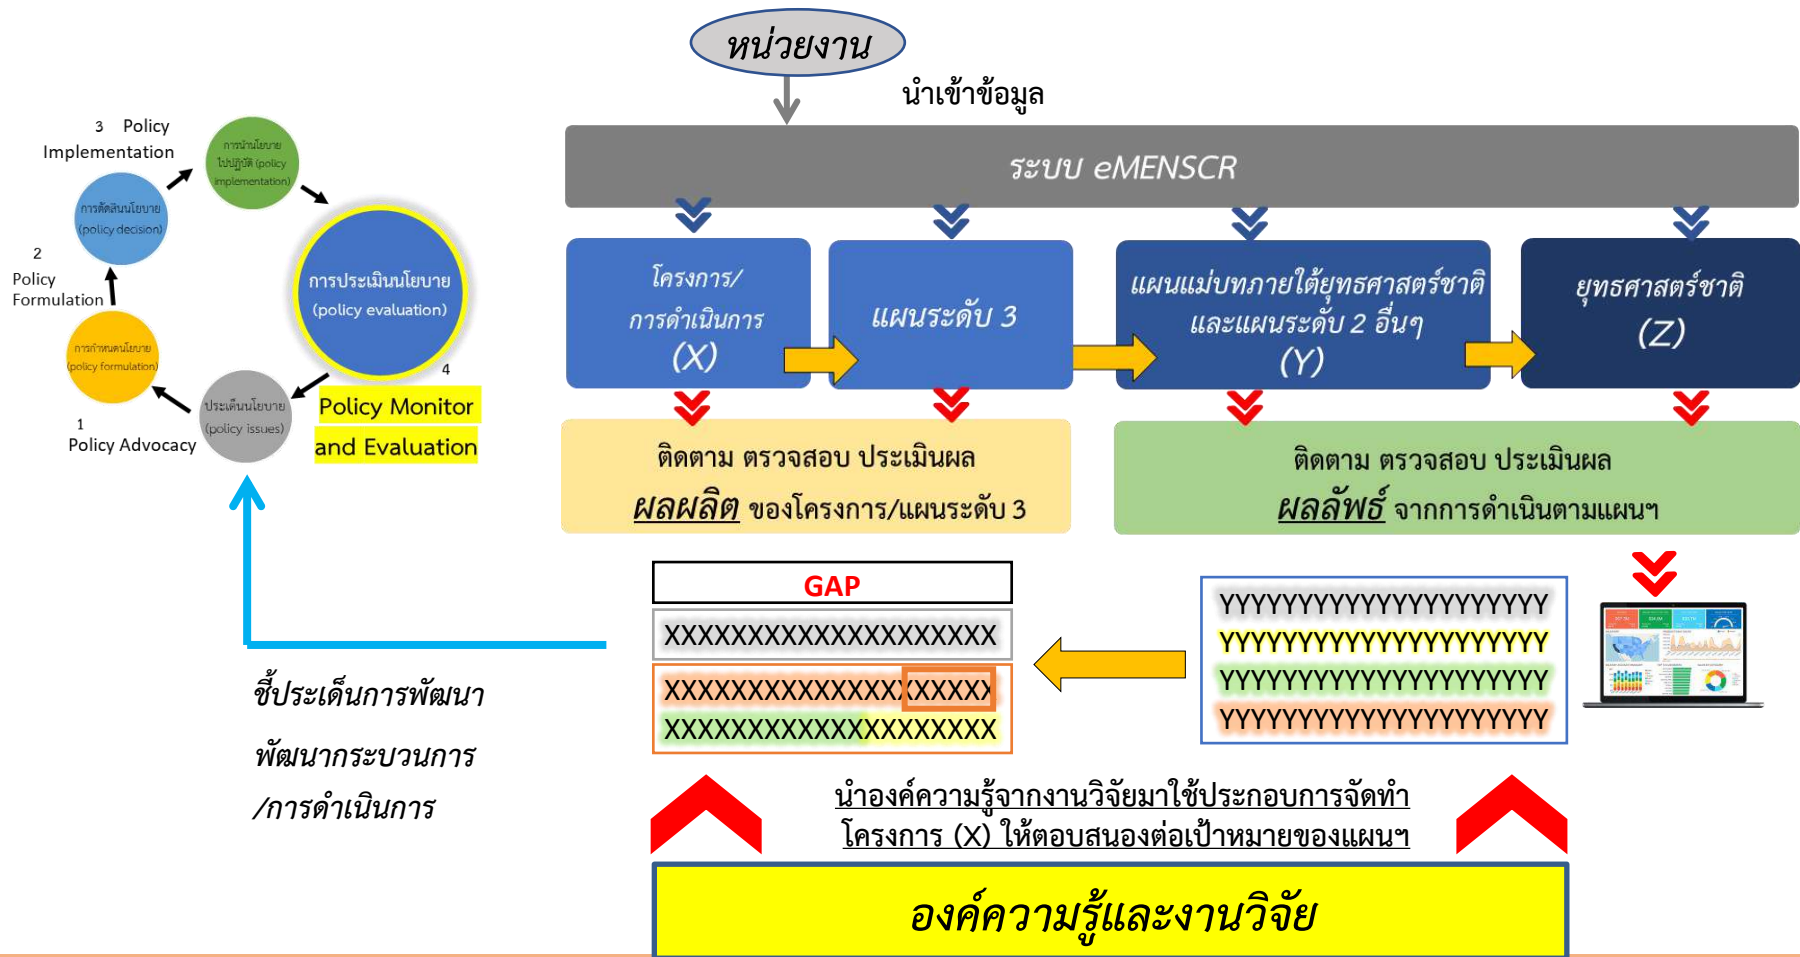 หน่วยงาน
นำเข้าข้อมูล
ระบบ eMENSCR
3 Policy
Implementation
การนำนโยบาย
ไปปฏิบัติ (policy
implementation)
การตัดสินนโยบาย
(policy decision)
2
Policy
Formulation
การประเมินนโยบาย
(policy evaluation)
การกำหนดนโยบาย
(policy formulation)
4
ประเด็นนโยบาย
(policy issues)
1
Policy Advocacy
Policy Monitor
and Evaluation
โครงการ/
การดำเนินการ
(X)
แผนระดับ 3
แผนแม่บทภายใต้ยุทธศาสตร์ชาติ
และแผนระดับ 2 อื่นๆ
(Y)
ยุทธศาสตร์ชาติ
(Z)
ติดตาม ตรวจสอบ ประเมินผล
ผลผลิต ของโครงการ/แผนระดับ 3
ติดตาม ตรวจสอบ ประเมินผล
ผลลัพธ์ จากการดำเนินตามแผนฯ
GAP
XXXXXXXXXXXXXXXXXXXX
XXXXXXXXXXXXXXXXXXXX
XXXXXXXXXXXXXXXXXXXX
YYYYYYYYYYYYYYYYYYYYY
YYYYYYYYYYYYYYYYYYYYY
YYYYYYYYYYYYYYYYYYYYY
YYYYYYYYYYYYYYYYYYYYY
ชี้ประเด็นการพัฒนา
พัฒนากระบวนการ
/การดำเนินการ
นำองค์ความรู้จากงานวิจัยมาใช้ประกอบการจัดทำ
โครงการ (X) ให้ตอบสนองต่อเป้าหมายของแผนฯ
องค์ความรู้และงานวิจัย